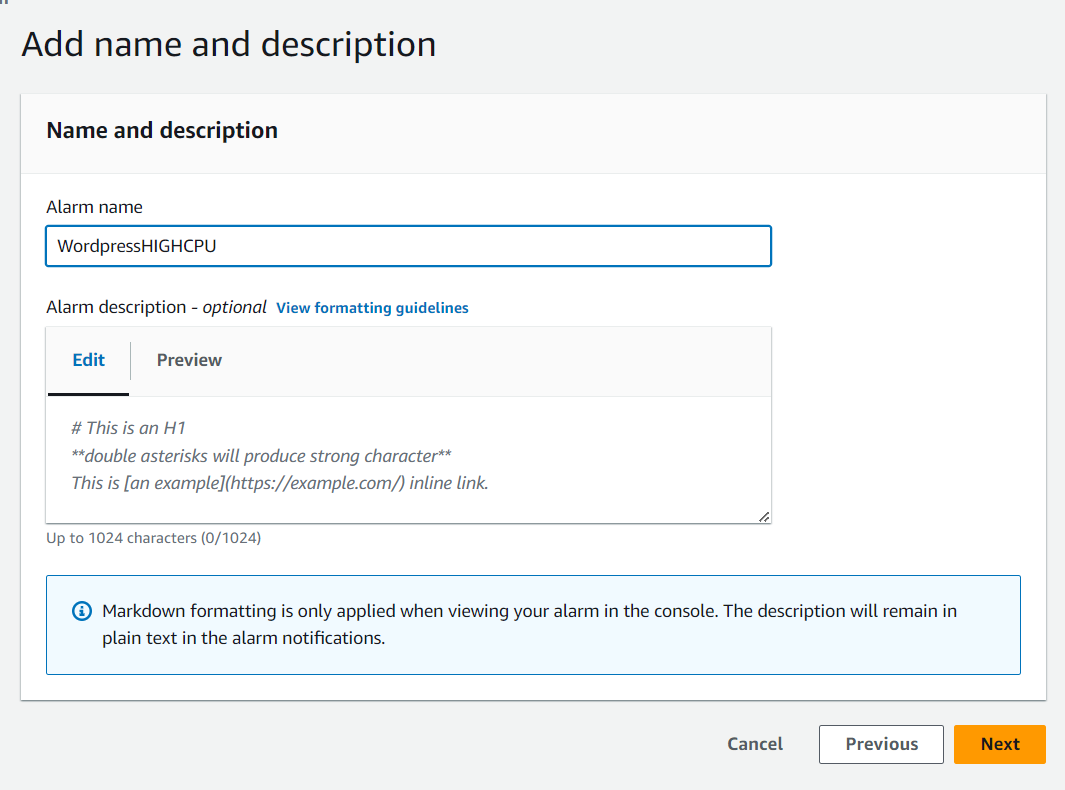 Add name and description
Name and description
Alarm name
WordpressHIGHCPU
Alarm description - optional View formatting guidelines
Edit Preview
# This is an H1
**double asterisks will produce strong character**
This is [an example](https://example.com/) inline link.
Up to 1024 characters (0/1024)
Markdown formatting is only applied when viewing your alarm in the console. The description will remain in
plain text in the alarm notifications.
Cancel Previous Next